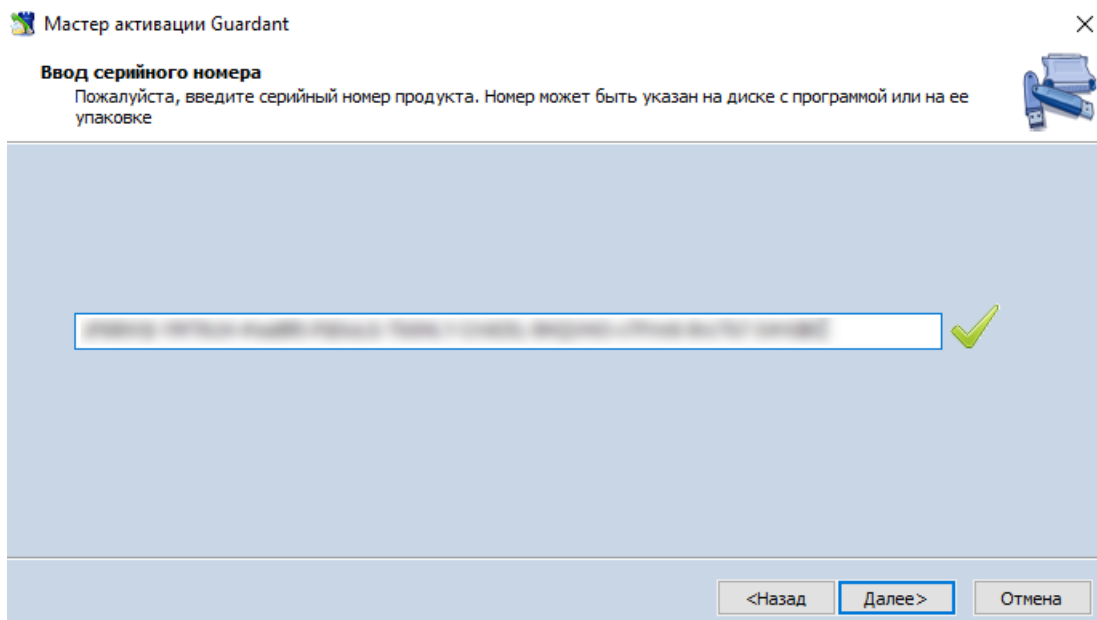 Мастер активации Guardant
Ввод серийного номера
Пожалуйста, введите серийный номер продукта. Номер может быть указан на диске с программой или на ее
упаковке
<Назад Далее> Отмена